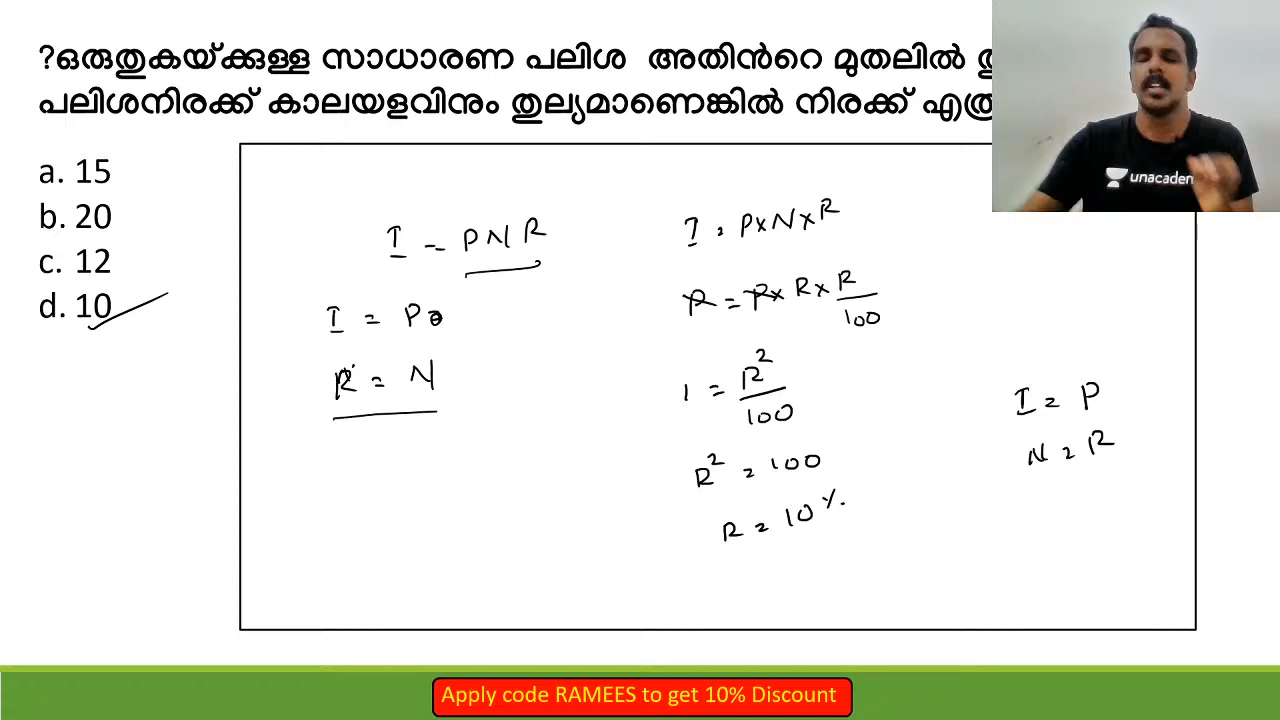 ?ഒരുതുകയ്ക്കുള്ള സാധാരണ പലിശ അതിൻറെ മുതലിൽ
പലിശനിരക്ക് കാലയളവിനും തുല്യമാണെങ്കിൽ നിരക്ക്
a. 15
b. 20
c. 12
d. 10
I = PNR
I = P
R = N
I = P×N×R
P = P× R× R/100
1 = R²/100
R² = 100
R = 10%
I = P
N = R
unacadem
Apply code RAMEES to get 10% Discount